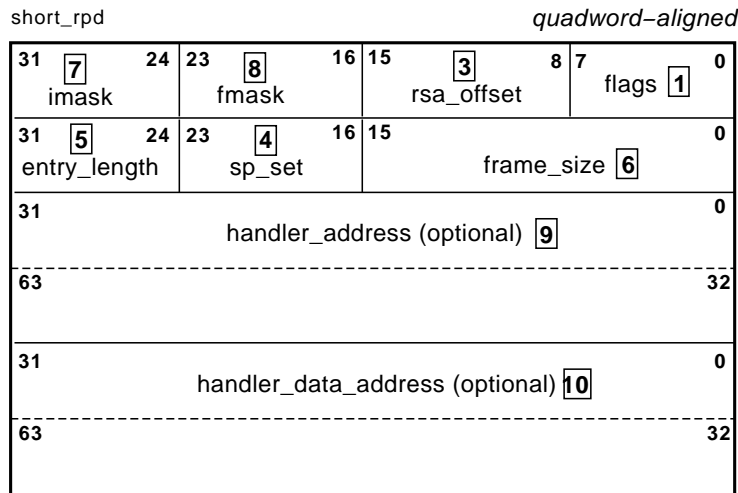 short_rpd quadword–aligned
31 7 24 23 8 16 15 3 8 7 0
imask fmask rsa_offset flags 1
31 5 24 23 4 16 15 0
entry_length sp_set frame_size 6
31 0
handler_address (optional) 9
63 32
31 0
handler_data_address (optional) 10
63 32